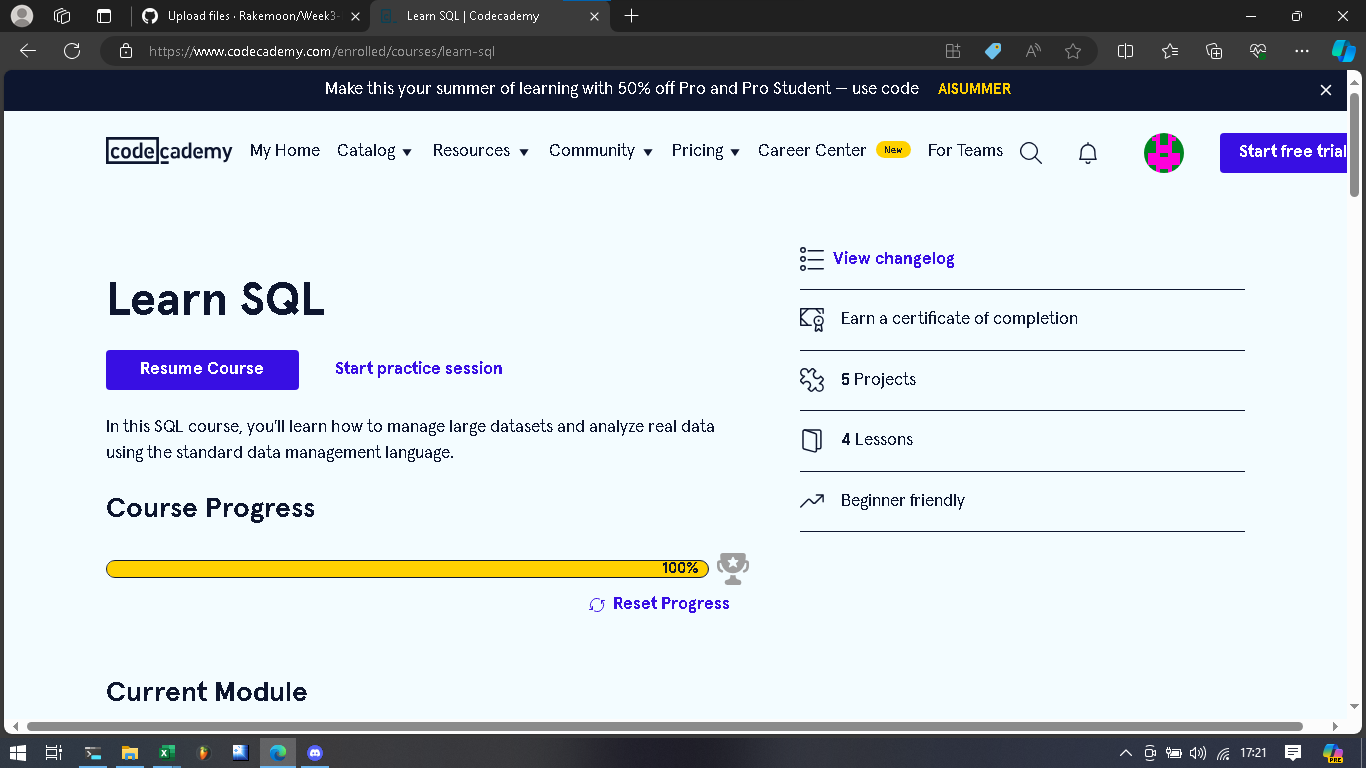 Upload files · Rakemoon/Week3-
Learn SQL | Codecademy
https://www.codecademy.com/enrolled/courses/learn-sql
Make this your summer of learning with 50% off Pro and Pro Student — use code AISUMMER
codecademy My Home Catalog Resources Community Pricing Career Center New For Teams Start free trial
View changelog
Learn SQL
Earn a certificate of completion
Resume Course Start practice session
5 Projects
In this SQL course, you'll learn how to manage large datasets and analyze real data
using the standard data management language.
4 Lessons
Beginner friendly
Course Progress
100%
Reset Progress
Current Module
17:21
PRE